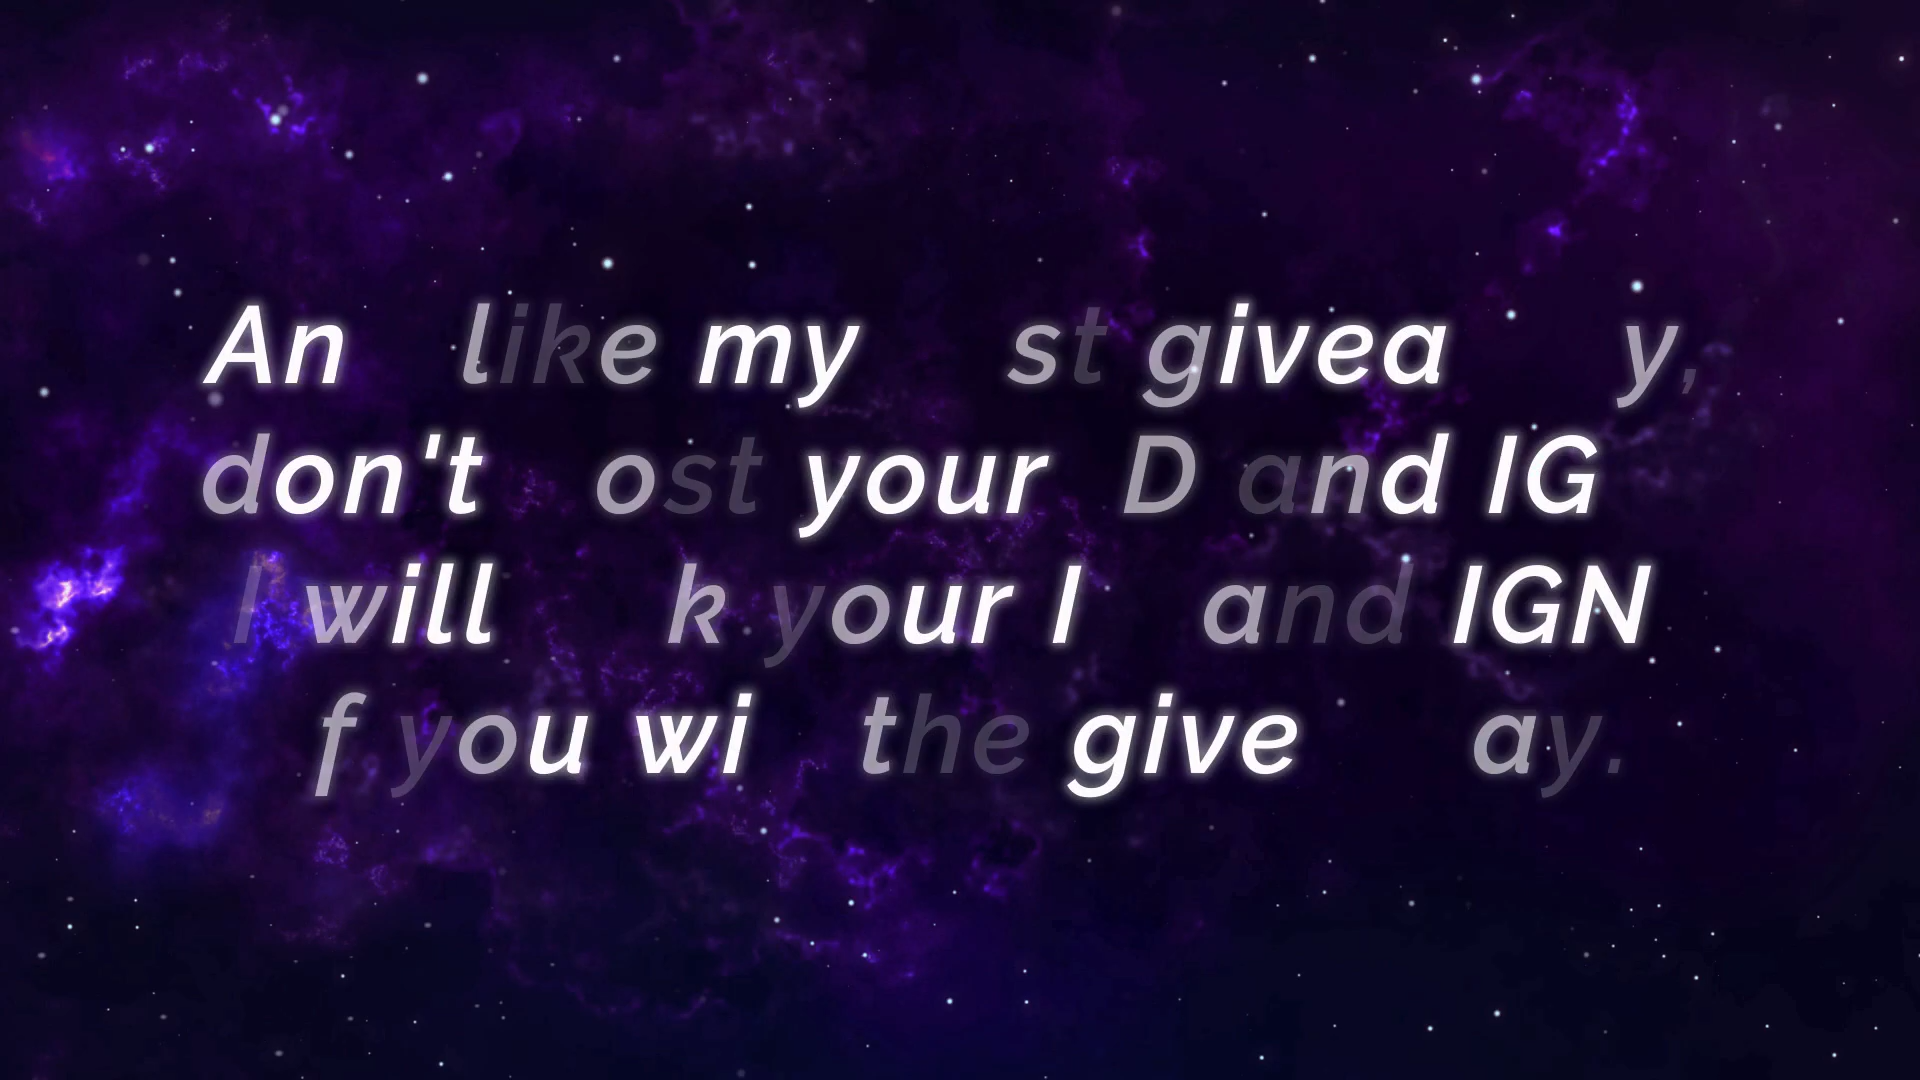 An like my st givea y,
don't ost your D and IG
I will k your I and IGN
f you wi the give ay.